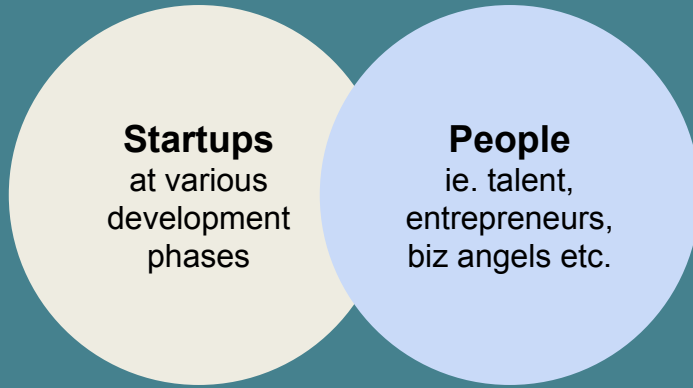 Startups
at various
development
phases
People
ie. talent,
entrepreneurs,
biz angels etc.